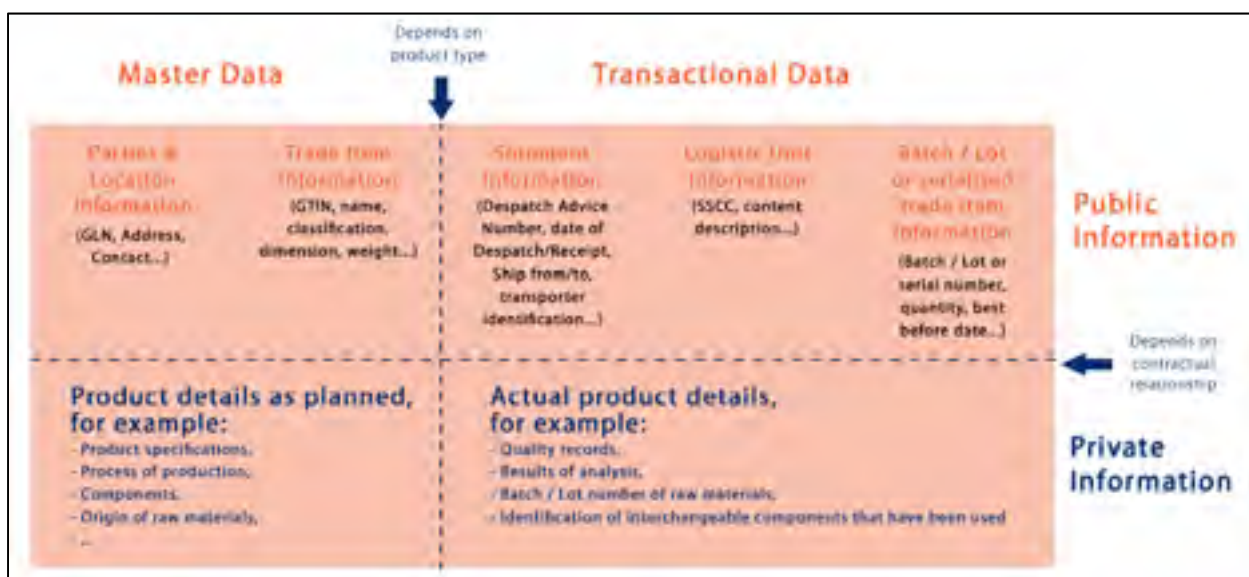 Depends on
product type
Master Data
Transactional Data
Parties &
Location
Information
(GLN, Address,
Contact...)
Trade Item
Information
(GTIN, name,
classification,
dimension, weight...)
Shipment
Information
(Despatch Advice
Number, date of
Despatch/Receipt,
Ship from/to,
transporter
identification...)
Logistic Unit
Information
(SSCC, content
description...)
Batch / Lot
or serialised
trade item
Information
(Batch / Lot or
serial number,
quantity, best
before date...)
Public
Information
Depends on
contractual
relationship
Product details as planned,
for example:
- Product specifications,
- Process of production,
- Components,
- Origin of raw materials,
- ...
Actual product details,
for example:
- Quality records,
- Results of analysis,
- Batch / Lot number of raw materials,
- Identification of interchangeable components that have been used
Private
Information